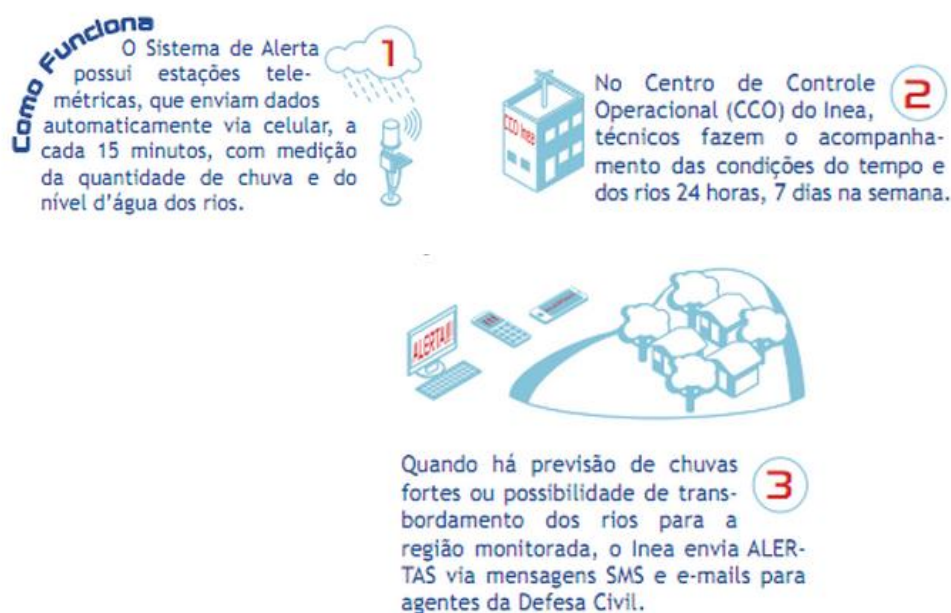 Como Funciona
O Sistema de Alerta
possui estações tele-
métricas, que enviam dados
automaticamente via celular, a
cada 15 minutos, com medição
da quantidade de chuva e do
nível d'água dos rios.
1
CCO Inea
No Centro de Controle
Operacional (CCO) do Inea,
técnicos fazem o acompanha-
mento das condições do tempo e
dos rios 24 horas, 7 dias na semana.
2
ALERTA!!!
Quando há previsão de chuvas
fortes ou possibilidade de trans-
bordamento dos rios para a
região monitorada, o Inea envia ALER-
TAS via mensagens SMS e e-mails para
agentes da Defesa Civil.
3